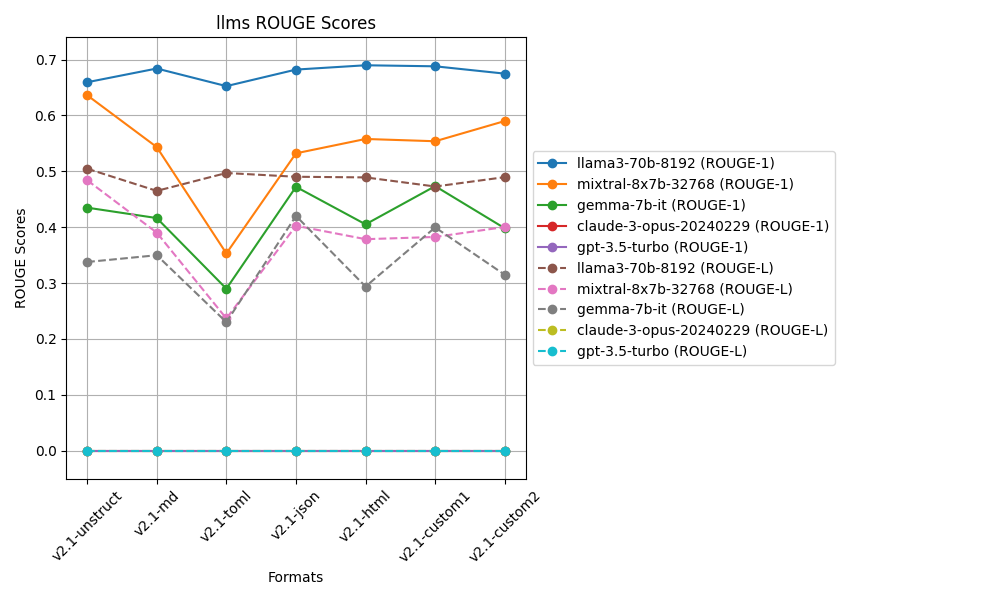 llms ROUGE Scores
ROUGE Scores
0.7
0.6
0.5
0.4
0.3
0.2
0.1
0.0
v2.1-unstruct
v2.1-md
v2.1-toml
v2.1-json
v2.1-html
v2.1-custom1
v2.1-custom2
Formats
llama3-70b-8192 (ROUGE-1)
mixtral-8x7b-32768 (ROUGE-1)
gemma-7b-it (ROUGE-1)
claude-3-opus-20240229 (ROUGE-1)
gpt-3.5-turbo (ROUGE-1)
llama3-70b-8192 (ROUGE-L)
mixtral-8x7b-32768 (ROUGE-L)
gemma-7b-it (ROUGE-L)
claude-3-opus-20240229 (ROUGE-L)
gpt-3.5-turbo (ROUGE-L)